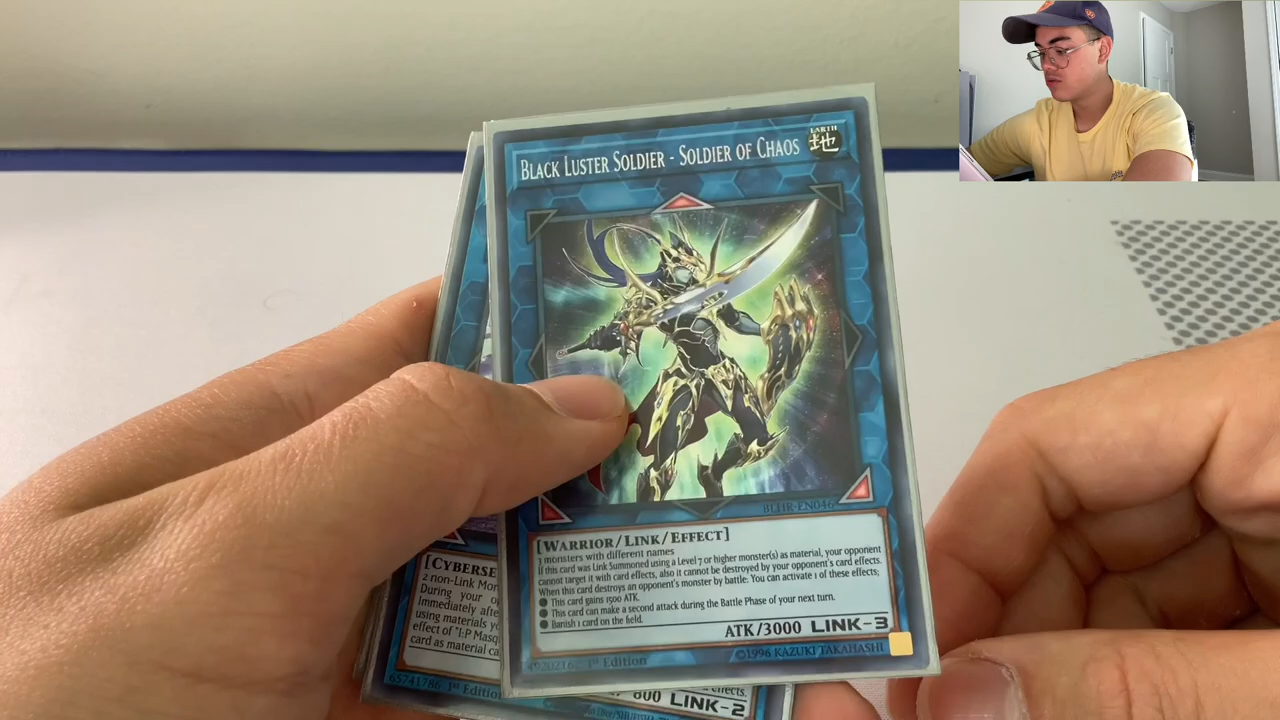 BLACK LUSTER SOLDIER - SOLDIER OF CHAOS
EARTH
地
BLHR-EN046
[WARRIOR/LINK/EFFECT]
3 monsters with different names
If this card was Link Summoned using a Level 7 or higher monster(s) as material, your opponent
cannot target it with card effects, also it cannot be destroyed by your opponent's card effects.
When this card destroys an opponent's monster by battle: You can activate 1 of these effects;
● This card gains 1500 ATK.
● This card can make a second attack during the Battle Phase of your next turn.
● Banish 1 card on the field.
ATK/3000 LINK-3
1st Edition
©1996 KAZUKI TAKAHASHI
[CYBERSE
2 non-Link Mon
During your o
Immediately afte
using materials yo
effect of "I:P Masq
card as material ca
effects.
800 LINK-2
65741786 1st Edition